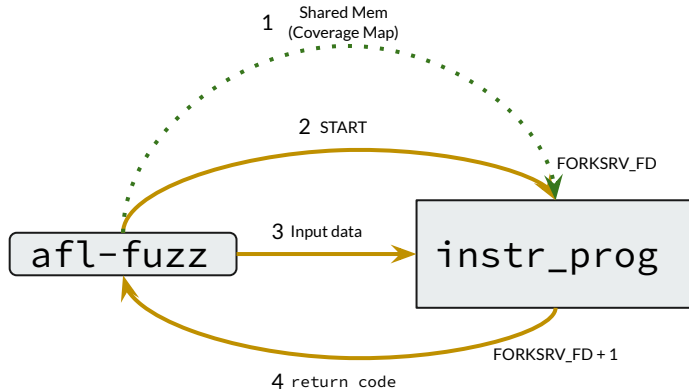 1 Shared Mem
(Coverage Map)
2 START
FORKSRV_FD
3 Input data
afl-fuzz
instr_prog
FORKSRV_FD + 1
4 return code